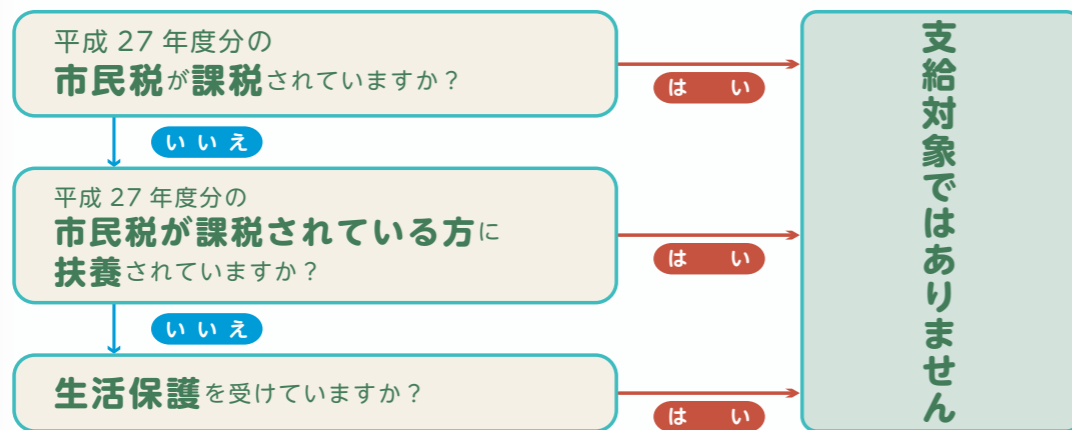 平成 27 年度分の
市民税が課税されていますか？
はい
いいえ
平成 27 年度分の
市民税が課税されている方に
扶養されていますか？
はい
いいえ
生活保護を受けていますか？
はい
支給対象ではありません